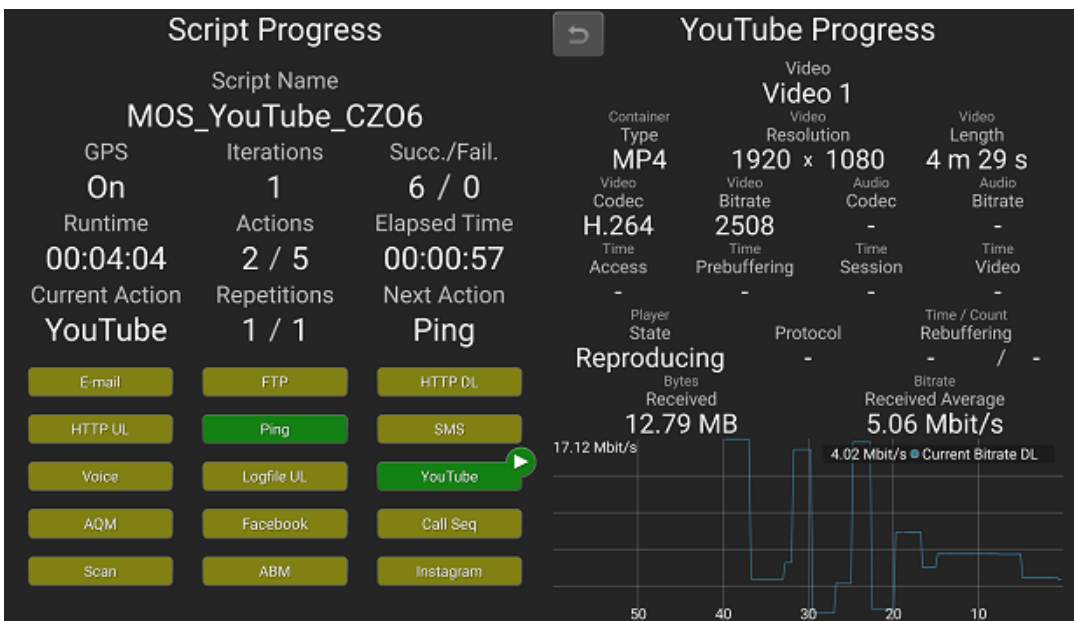 Script Progress
Script Name
MOS_YouTube_CZO6
GPS Iterations Succ./Fail.
On 1 6 / 0
Runtime Actions Elapsed Time
00:04:04 2 / 5 00:00:57
Current Action Repetitions Next Action
YouTube 1 / 1 Ping
E-mail FTP HTTP DL
HTTP UL Ping SMS
Voice Logfile UL YouTube
AQM Facebook Call Seq
Scan ABM Instagram
YouTube Progress
Video
Video 1
Container Video Video
Type Resolution Length
MP4 1920 x 1080 4 m 29 s
Video Video Audio Audio
Codec Bitrate Codec Bitrate
H.264 2508 - -
Time Time Time Time
Access Prebuffering Session Video
- - - -
Player Time / Count
State Protocol Rebuffering
Reproducing - - / -
Bytes Bitrate
Received Received Average
12.79 MB 5.06 Mbit/s
17.12 Mbit/s 4.02 Mbit/s Current Bitrate DL
50 40 30 20 10